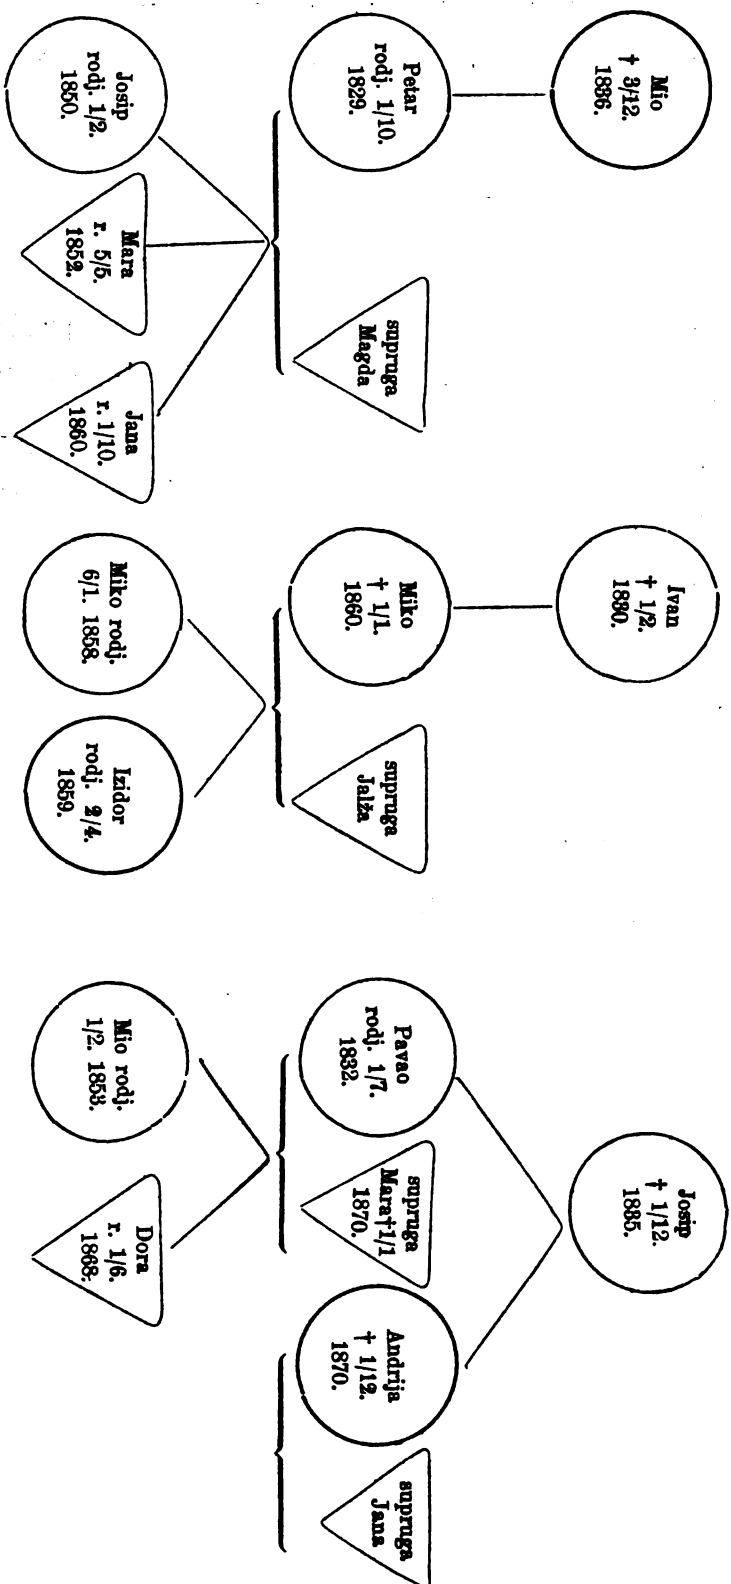 Mio
† 3/12.
1836.
Ivan
† 1/2.
1830.
Josip
† 1/12.
1835.
Petar
rodj. 1/10.
1829.
supruga
Magda
Miko
† 1/1.
1860.
supruga
Jalža
Pavao
rodj. 1/7.
1832.
supruga
Mara† 1/1
1870.
Andrija
† 1/12.
1870.
supruga
Jana
Josip
rodj. 1/2.
1850.
Mara
r. 5/5.
1852.
Jana
r. 1/10.
1860.
Miko rodj.
6/1. 1858.
Izidor
rodj. 2/4.
1859.
Mio rodj.
1/2. 1853.
Dora
r. 1/6.
1868.